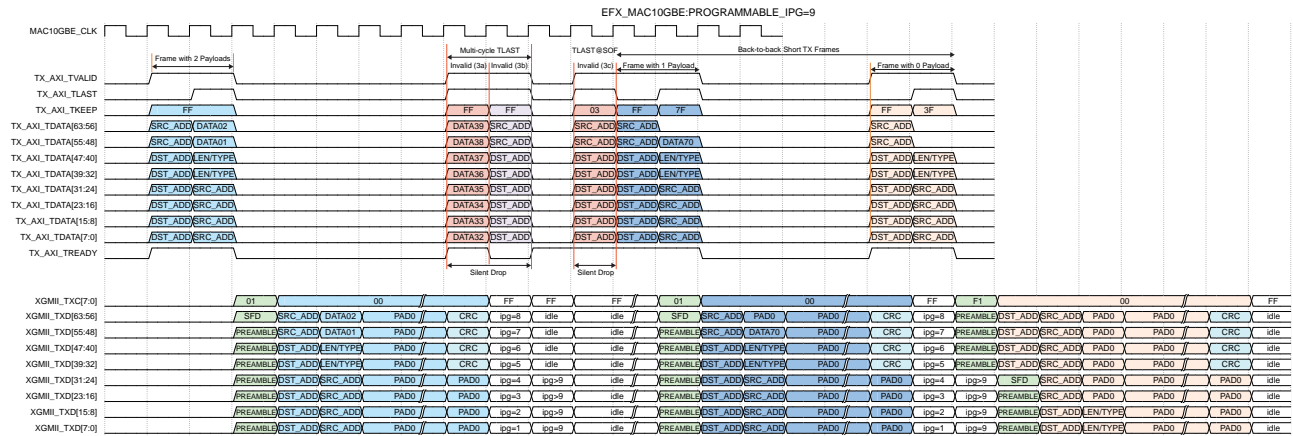 EFX_MAC10GBE:PROGRAMMABLE_IPG=9
MAC10GBE_CLK
Multi-cycle TLAST TLAST@SOF Back-to-back Short TX Frames
Frame with 2 Payloads Invalid (3a) Invalid (3b) Invalid (3c) Frame with 1 Payload Frame with 0 Payload
TX_AXI_TVALID
TX_AXI_TLAST
TX_AXI_TKEEP FF FF FF 03 FF 7F FF 3F
TX_AXI_TDATA[63:56] SRC_ADD DATA02 DATA39 SRC_ADD SRC_ADD SRC_ADD SRC_ADD
TX_AXI_TDATA[55:48] SRC_ADD DATA01 DATA38 SRC_ADD SRC_ADD SRC_ADD DATA70 SRC_ADD
TX_AXI_TDATA[47:40] DST_ADD LEN/TYPE DATA37 DST_ADD DST_ADD DST_ADD LEN/TYPE DST_ADD LEN/TYPE
TX_AXI_TDATA[39:32] DST_ADD LEN/TYPE DATA36 DST_ADD DST_ADD DST_ADD LEN/TYPE DST_ADD LEN/TYPE
TX_AXI_TDATA[31:24] DST_ADD SRC_ADD DATA35 DST_ADD DST_ADD DST_ADD SRC_ADD DST_ADD SRC_ADD
TX_AXI_TDATA[23:16] DST_ADD SRC_ADD DATA34 DST_ADD DST_ADD DST_ADD SRC_ADD DST_ADD SRC_ADD
TX_AXI_TDATA[15:8] DST_ADD SRC_ADD DATA33 DST_ADD DST_ADD DST_ADD SRC_ADD DST_ADD SRC_ADD
TX_AXI_TDATA[7:0] DST_ADD SRC_ADD DATA32 DST_ADD DST_ADD DST_ADD SRC_ADD DST_ADD SRC_ADD
TX_AXI_TREADY
Silent Drop Silent Drop
XGMII_TXC[7:0] 01 00 FF FF FF 01 00 FF F1 00 FF
XGMII_TXD[63:56] SFD SRC_ADD DATA02 PAD0 CRC ipg=8 idle idle SFD SRC_ADD PAD0 PAD0 CRC ipg=8 PREAMBLE DST_ADD SRC_ADD PAD0 PAD0 CRC idle
XGMII_TXD[55:48] PREAMBLE SRC_ADD DATA01 PAD0 CRC ipg=7 idle idle PREAMBLE SRC_ADD DATA70 PAD0 CRC ipg=7 PREAMBLE DST_ADD SRC_ADD PAD0 PAD0 CRC idle
XGMII_TXD[47:40] PREAMBLE DST_ADD LEN/TYPE PAD0 CRC ipg=6 idle idle PREAMBLE DST_ADD LEN/TYPE PAD0 CRC ipg=6 PREAMBLE DST_ADD SRC_ADD PAD0 PAD0 CRC idle
XGMII_TXD[39:32] PREAMBLE DST_ADD LEN/TYPE PAD0 CRC ipg=5 idle idle PREAMBLE DST_ADD LEN/TYPE PAD0 CRC ipg=5 PREAMBLE DST_ADD SRC_ADD PAD0 PAD0 CRC idle
XGMII_TXD[31:24] PREAMBLE DST_ADD SRC_ADD PAD0 PAD0 ipg=4 ipg>9 idle PREAMBLE DST_ADD SRC_ADD PAD0 PAD0 ipg=4 ipg>9 SFD SRC_ADD PAD0 PAD0 PAD0 idle
XGMII_TXD[23:16] PREAMBLE DST_ADD SRC_ADD PAD0 PAD0 ipg=3 ipg>9 idle PREAMBLE DST_ADD SRC_ADD PAD0 PAD0 ipg=3 ipg>9 PREAMBLE SRC_ADD PAD0 PAD0 PAD0 idle
XGMII_TXD[15:8] PREAMBLE DST_ADD SRC_ADD PAD0 PAD0 ipg=2 ipg>9 idle PREAMBLE DST_ADD SRC_ADD PAD0 PAD0 ipg=2 ipg>9 PREAMBLE DST_ADD LEN/TYPE PAD0 PAD0 idle
XGMII_TXD[7:0] PREAMBLE DST_ADD SRC_ADD PAD0 PAD0 ipg=1 ipg=9 idle PREAMBLE DST_ADD SRC_ADD PAD0 PAD0 ipg=1 ipg=9 PREAMBLE DST_ADD LEN/TYPE PAD0 PAD0 idle